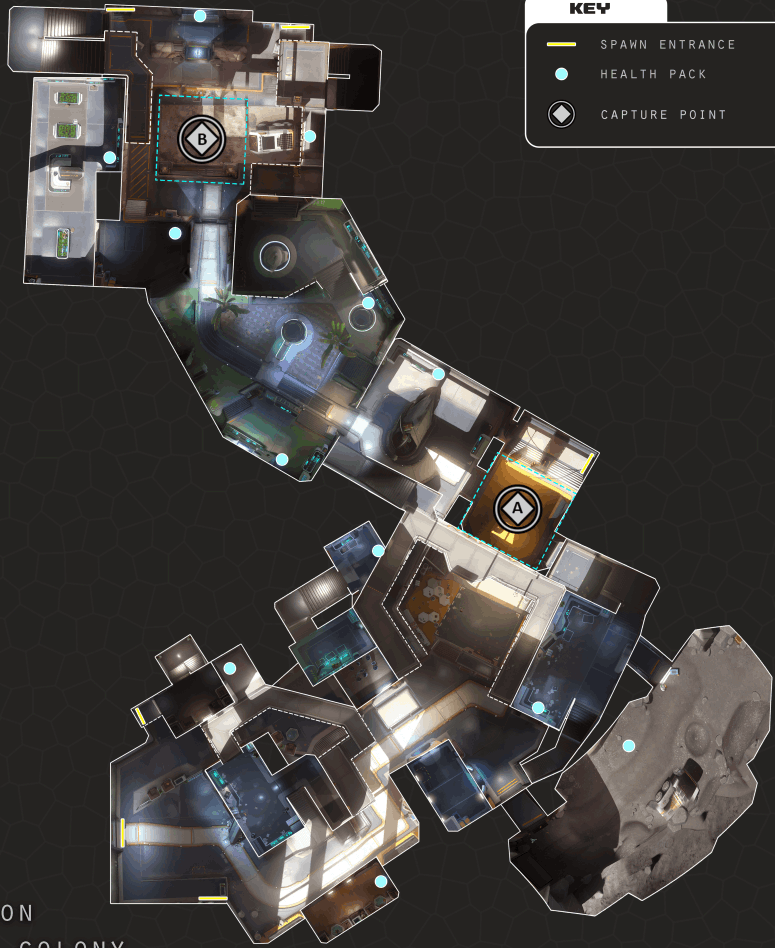 KEY
SPAWN ENTRANCE
HEALTH PACK
CAPTURE POINT
B
A
ON
COLONY